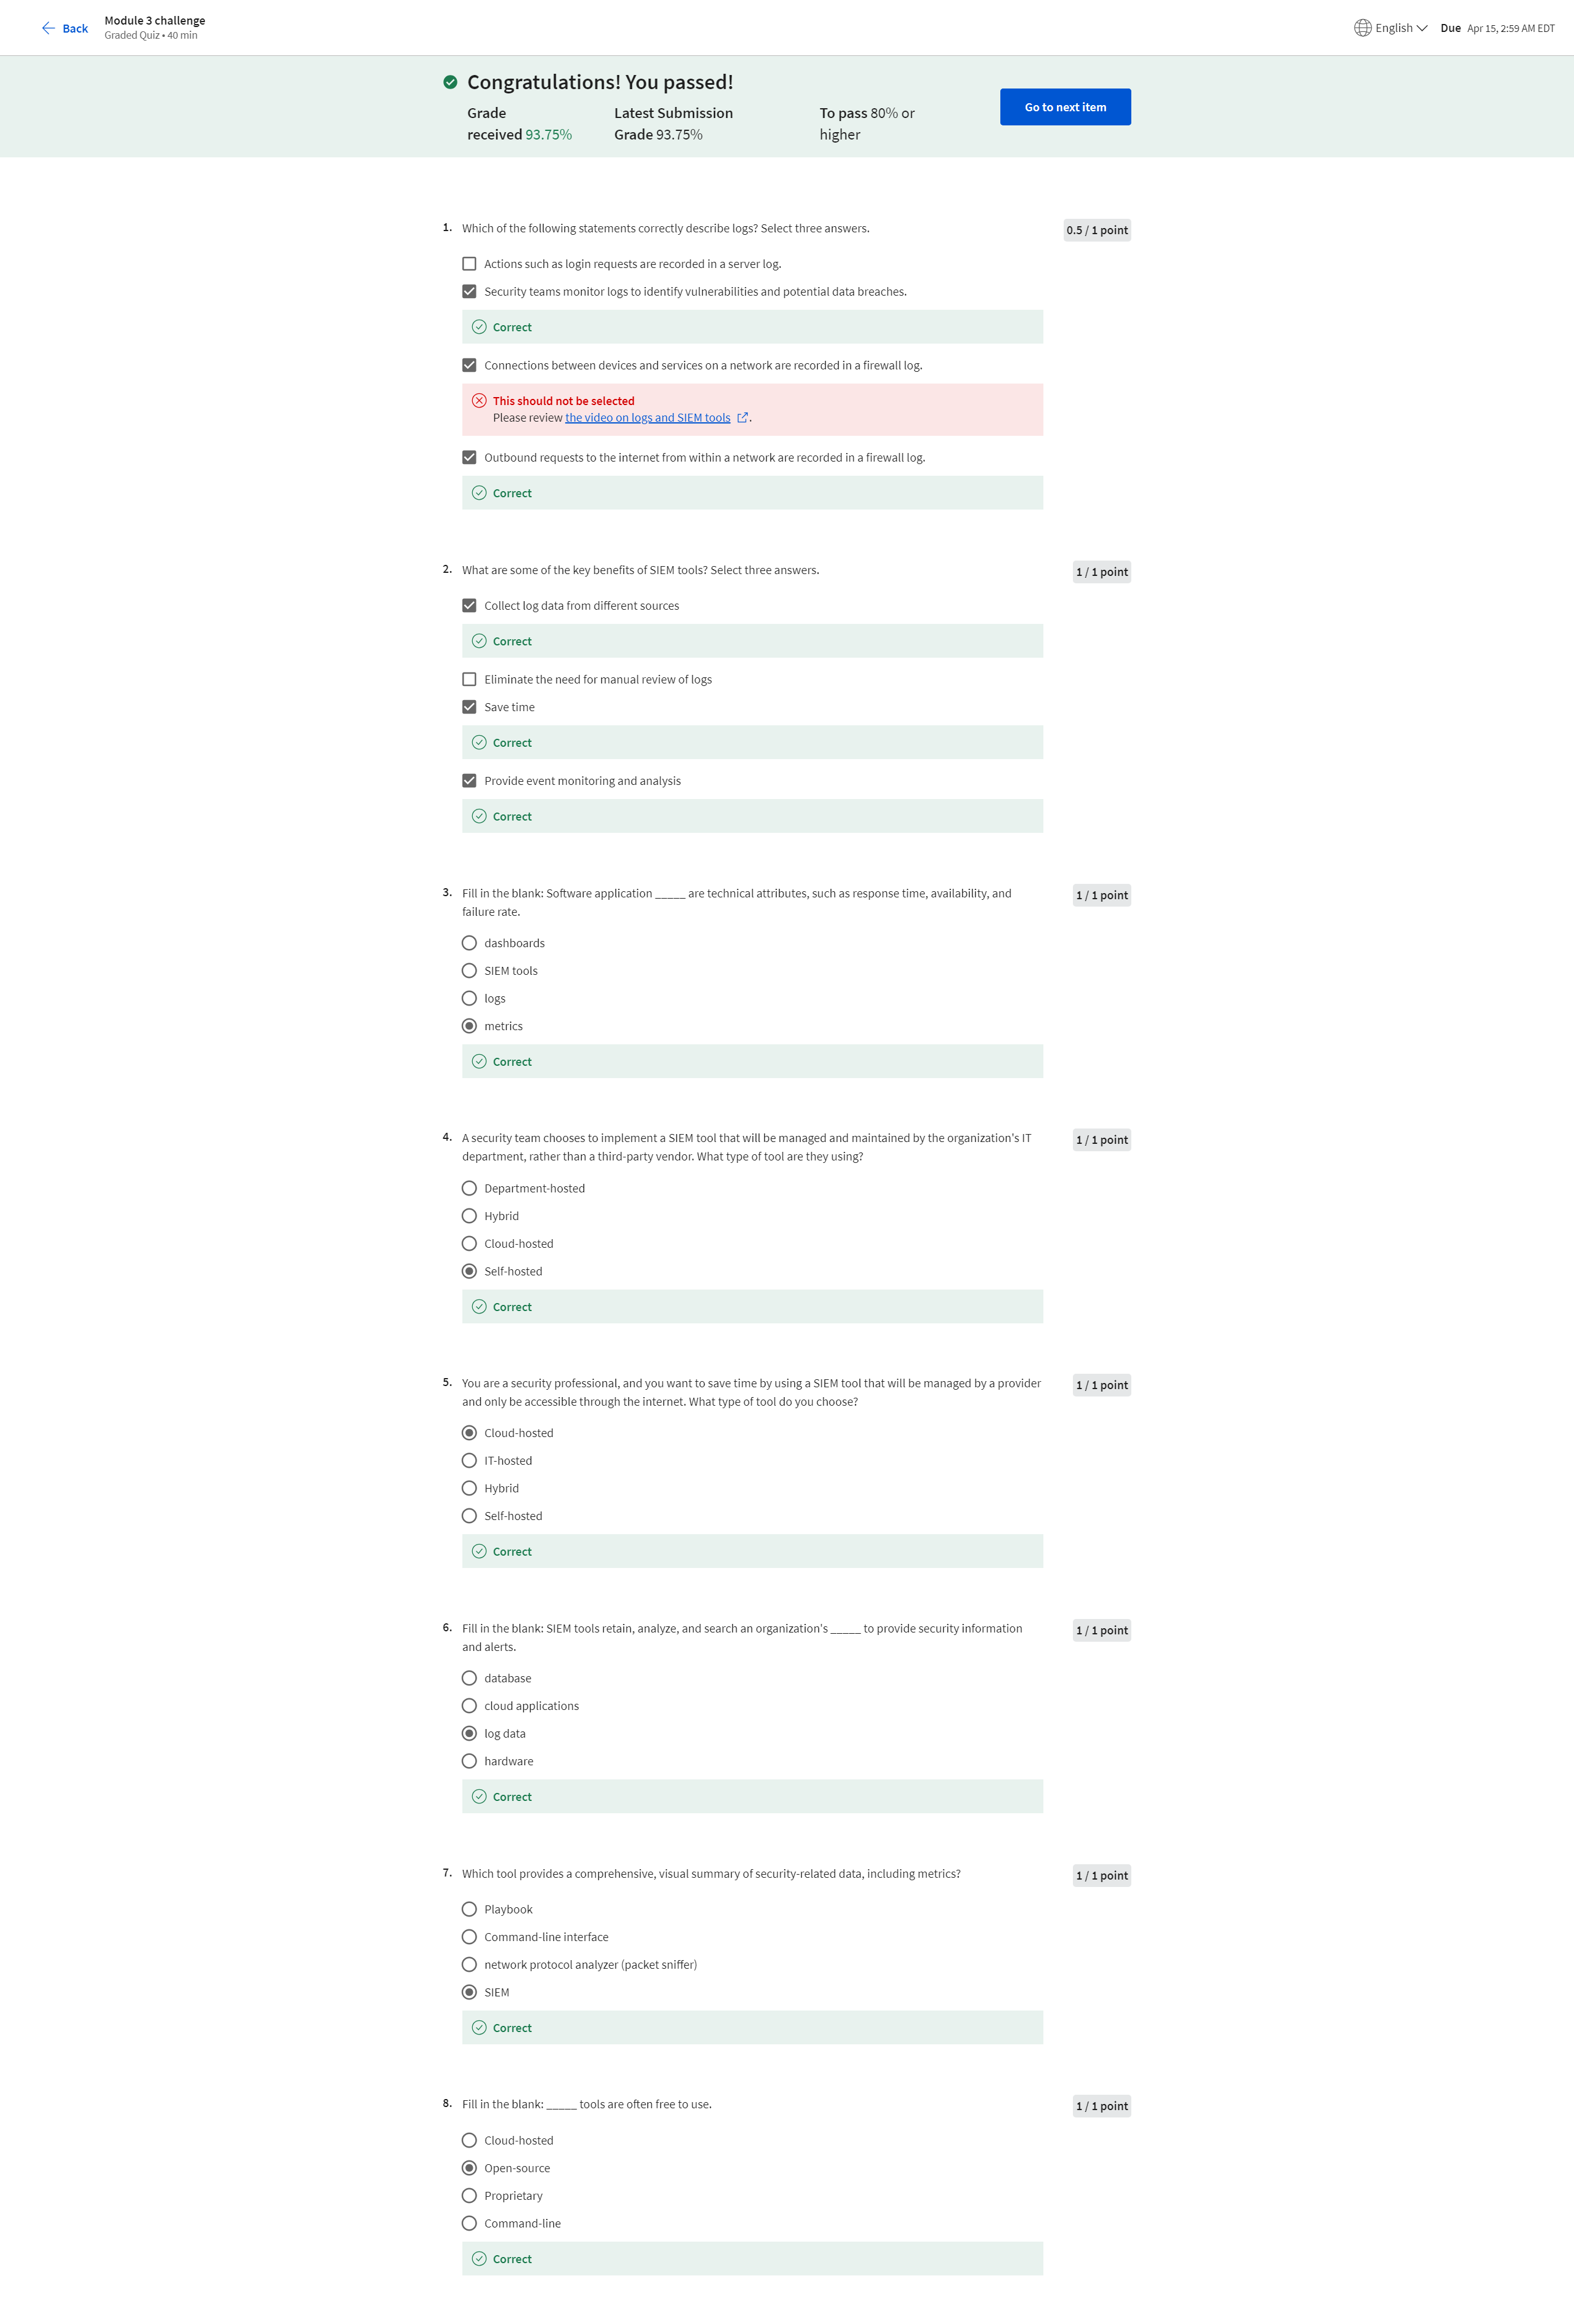 Back
Module 3 challenge
Graded Quiz • 40 min
English
Due Apr 15, 2:59 AM EDT
Congratulations! You passed!
Grade
received 93.75%
Latest Submission
Grade 93.75%
To pass 80% or
higher
Go to next item
1. Which of the following statements correctly describe logs? Select three answers.
0.5 / 1 point
Actions such as login requests are recorded in a server log.
Security teams monitor logs to identify vulnerabilities and potential data breaches.
Correct
Connections between devices and services on a network are recorded in a firewall log.
This should not be selected
Please review the video on logs and SIEM tools .
Outbound requests to the internet from within a network are recorded in a firewall log.
Correct
2. What are some of the key benefits of SIEM tools? Select three answers.
1 / 1 point
Collect log data from different sources
Correct
Eliminate the need for manual review of logs
Save time
Correct
Provide event monitoring and analysis
Correct
3. Fill in the blank: Software application _____ are technical attributes, such as response time, availability, and
failure rate.
1 / 1 point
dashboards
SIEM tools
logs
metrics
Correct
4. A security team chooses to implement a SIEM tool that will be managed and maintained by the organization's IT
department, rather than a third-party vendor. What type of tool are they using?
1 / 1 point
Department-hosted
Hybrid
Cloud-hosted
Self-hosted
Correct
5. You are a security professional, and you want to save time by using a SIEM tool that will be managed by a provider
and only be accessible through the internet. What type of tool do you choose?
1 / 1 point
Cloud-hosted
IT-hosted
Hybrid
Self-hosted
Correct
6. Fill in the blank: SIEM tools retain, analyze, and search an organization's _____ to provide security information
and alerts.
1 / 1 point
database
cloud applications
log data
hardware
Correct
7. Which tool provides a comprehensive, visual summary of security-related data, including metrics?
1 / 1 point
Playbook
Command-line interface
network protocol analyzer (packet sniffer)
SIEM
Correct
8. Fill in the blank: _____ tools are often free to use.
1 / 1 point
Cloud-hosted
Open-source
Proprietary
Command-line
Correct